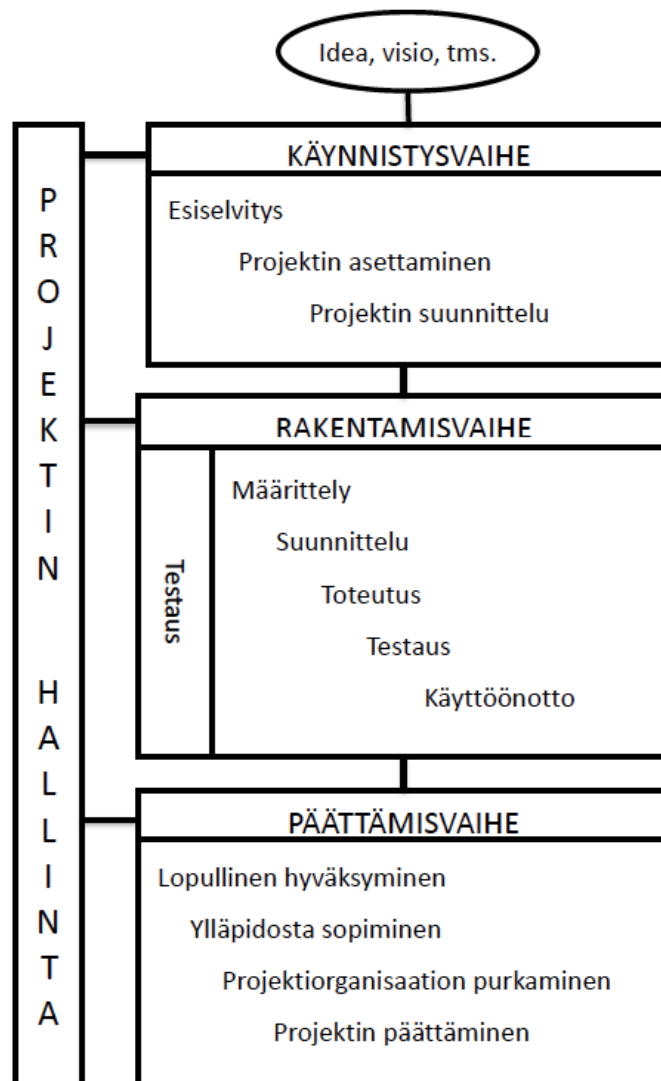 Idea, visio, tms.
PROJEKTIN HALLINTA
KÄYNNISTYSVAIHE
Esiselvitys
Projektin asettaminen
Projektin suunnittelu
RAKENTAMISVAIHE
Testaus
Määrittely
Suunnittelu
Toteutus
Testaus
Käyttöönotto
PÄÄTTÄMISVAIHE
Lopullinen hyväksyminen
Ylläpidosta sopiminen
Projektiorganisaation purkaminen
Projektin päättäminen